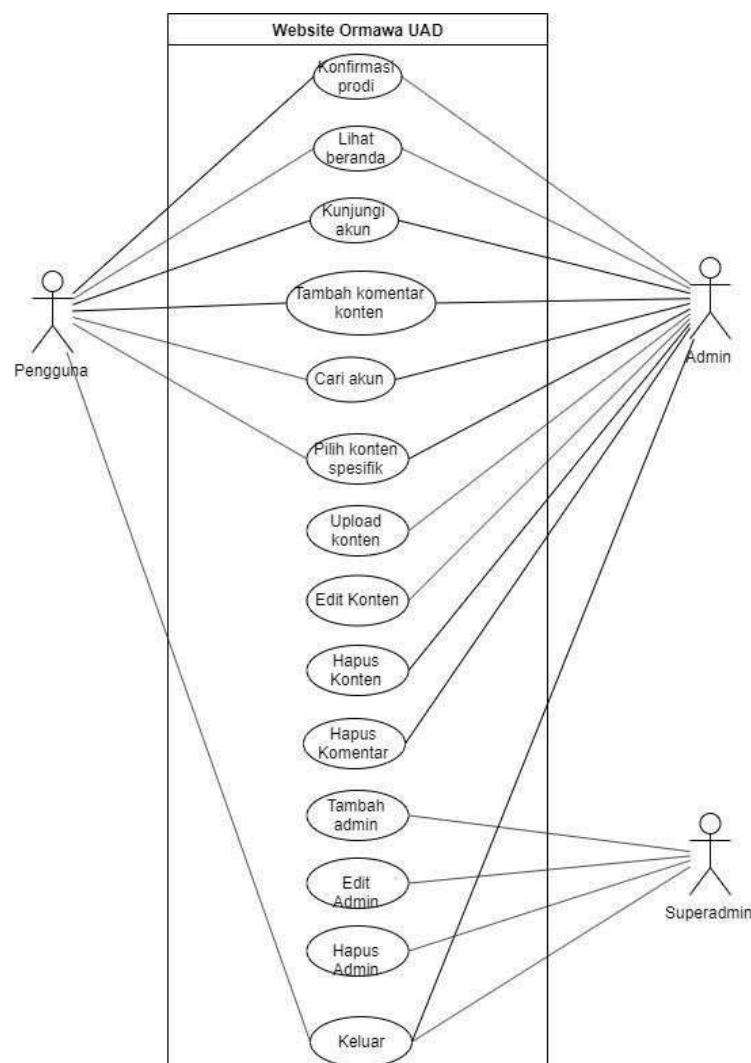 Website Ormawa UAD
Konfirmasi
prodi
Lihat
beranda
Kunjungi
akun
Tambah komentar
konten
Pengguna
Admin
Cari akun
Pilih konten
spesifik
Upload
konten
Edit Konten
Hapus
Konten
Hapus
Komentar
Tambah
admin
Edit
Admin
Superadmin
Hapus
Admin
Keluar